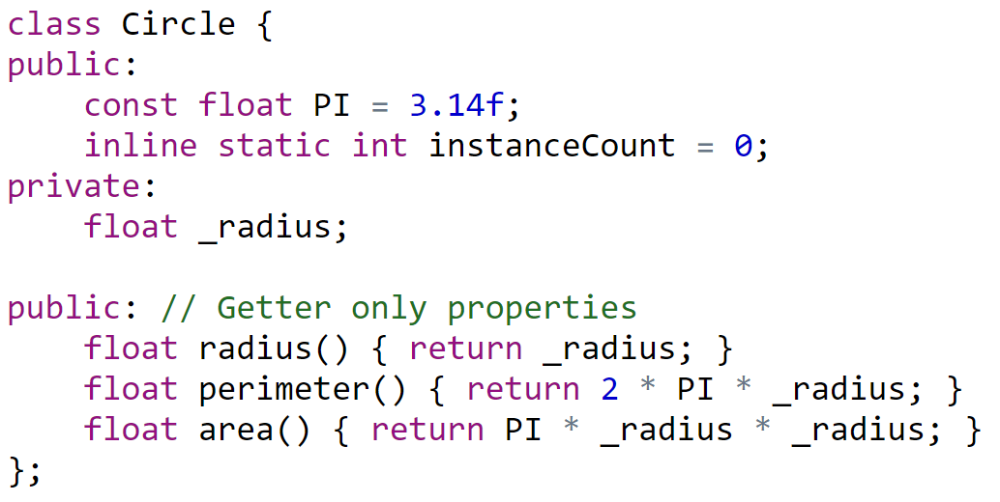 class Circle {
public:
    const float PI = 3.14f;
    inline static int instanceCount = 0;
private:
    float _radius;

public: // Getter only properties
    float radius() { return _radius; }
    float perimeter() { return 2 * PI * _radius; }
    float area() { return PI * _radius * _radius; }
};